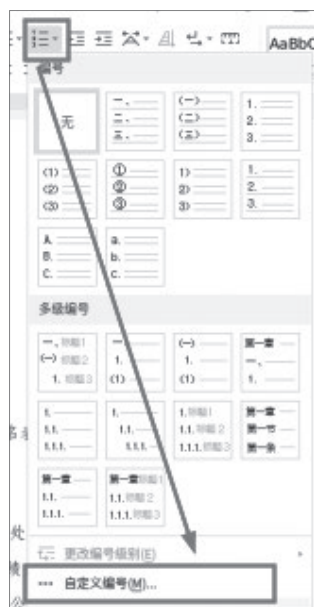 AaBbC
编号
无
一、 (一) 1.
二、 (二) 2.
三、 (三) 3.
(1) ① 1) 1.
(2) ② 2) 2.
(3) ③ 3) 3.
A. a.
B. b.
C. c.
多级编号
一、标题1 一、 (一) 第一章
(一) 标题2 1. 1. 一、
1. 标题3 (1) (1) 1.
1. 1. 1.标题1 第一章
1.1. 1.1. 1.1.标题2 第一节
1.1.1. 1.1.1. 1.1.1.标题3 第一条
第一章 第一章标题1
1.1. 1.1.标题2
1.1.1. 1.1.1.标题3
处
更改编号级别(E)
自定义编号(M)...